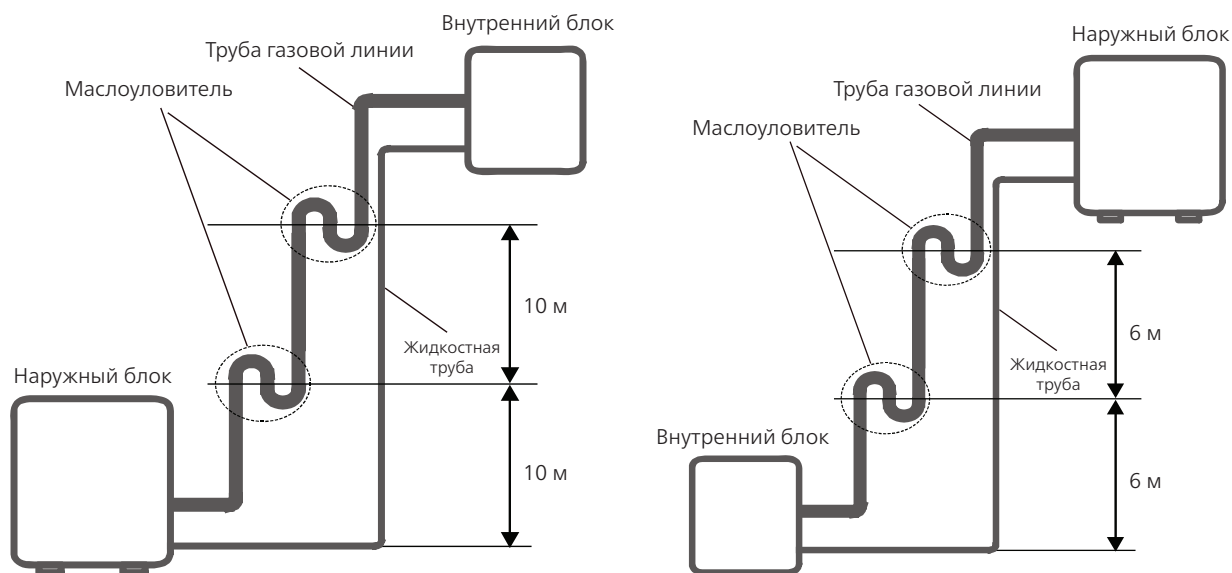 Внутренний блок
Труба газовой линии
Маслоуловитель
10 м
Жидкостная
труба
Наружный блок
10 м
Наружный блок
Труба газовой линии
Маслоуловитель
6 м
Жидкостная
труба
Внутренний блок
6 м